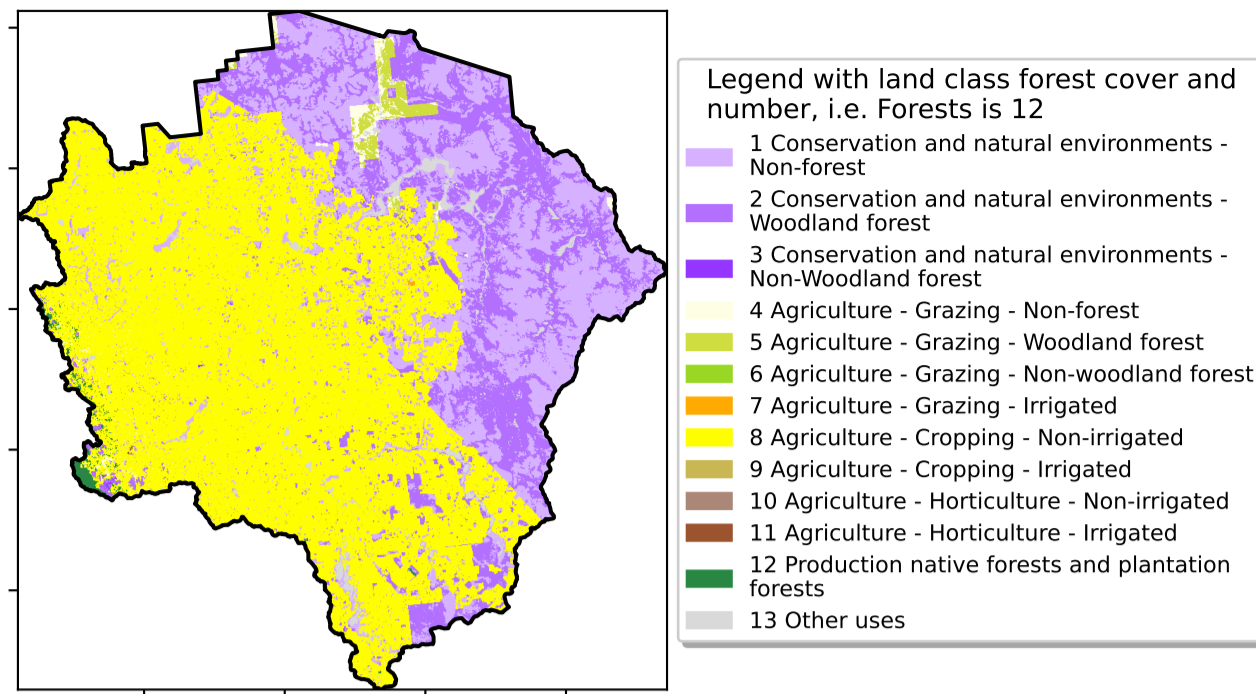 Legend with land class forest cover and
number, i.e. Forests is 12
1 Conservation and natural environments -
Non-forest
2 Conservation and natural environments -
Woodland forest
3 Conservation and natural environments -
Non-Woodland forest
4 Agriculture - Grazing - Non-forest
5 Agriculture - Grazing - Woodland forest
6 Agriculture - Grazing - Non-woodland forest
7 Agriculture - Grazing - Irrigated
8 Agriculture - Cropping - Non-irrigated
9 Agriculture - Cropping - Irrigated
10 Agriculture - Horticulture - Non-irrigated
11 Agriculture - Horticulture - Irrigated
12 Production native forests and plantation
forests
13 Other uses